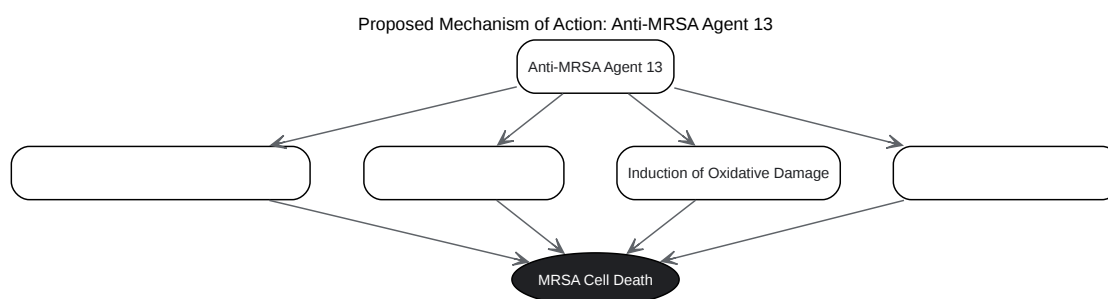 Proposed Mechanism of Action: Anti-MRSA Agent 13
Anti-MRSA Agent 13
Induction of Oxidative Damage
MRSA Cell Death